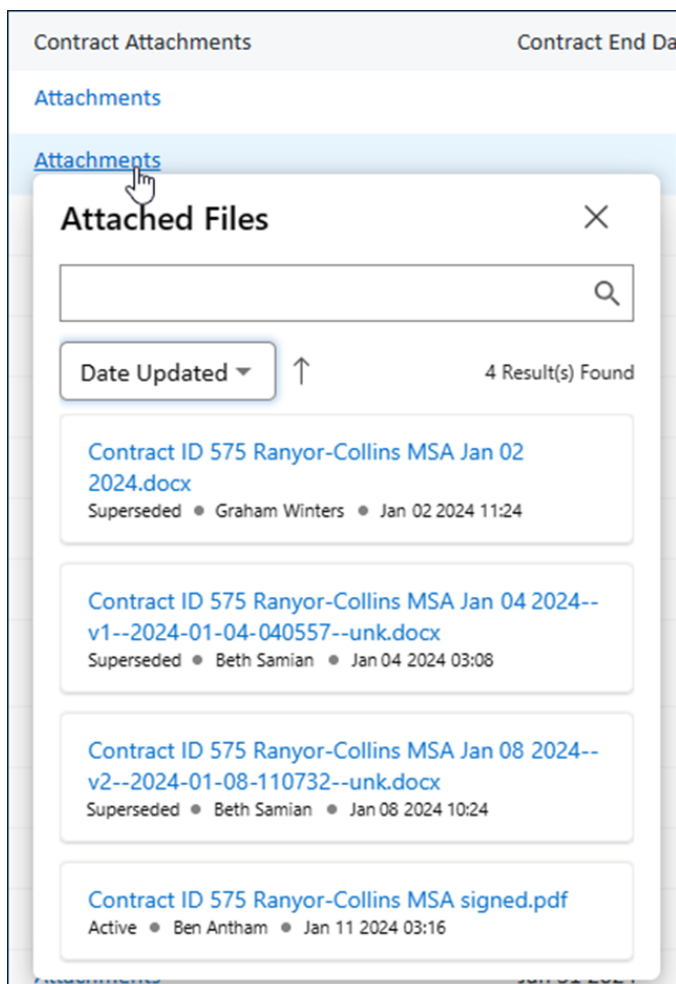 Contract Attachments Contract End Da
Attachments
Attachments
Attached Files
Date Updated 4 Result(s) Found
Contract ID 575 Ranyor-Collins MSA Jan 02
2024.docx
Superseded ● Graham Winters ● Jan 02 2024 11:24
Contract ID 575 Ranyor-Collins MSA Jan 04 2024--
v1--2024-01-04-040557--unk.docx
Superseded ● Beth Samian ● Jan 04 2024 03:08
Contract ID 575 Ranyor-Collins MSA Jan 08 2024--
v2--2024-01-08-110732--unk.docx
Superseded ● Beth Samian ● Jan 08 2024 10:24
Contract ID 575 Ranyor-Collins MSA signed.pdf
Active ● Ben Antham ● Jan 11 2024 03:16